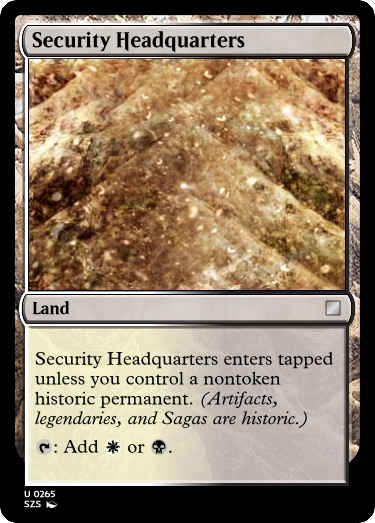 Security Headquarters
Land
Security Headquarters enters tapped
unless you control a nontoken
historic permanent. (Artifacts,
legendaries, and Sagas are historic.)
: Add or .
U 0265
SZS